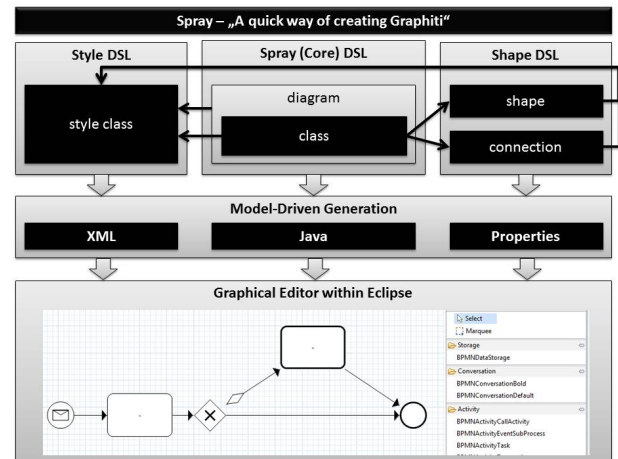 Spray – „A quick way of creating Graphiti“
Style DSL
Spray (Core) DSL
Shape DSL
style class
diagram
class
shape
connection
Model-Driven Generation
XML
Java
Properties
Graphical Editor within Eclipse
Select
Marquee
Storage
BPMNDataStorage
Conversation
BPMNConversationBold
BPMNConversationDefault
Activity
BPMNActivityCallActivity
BPMNActivityEventSubProcess
BPMNActivityTask